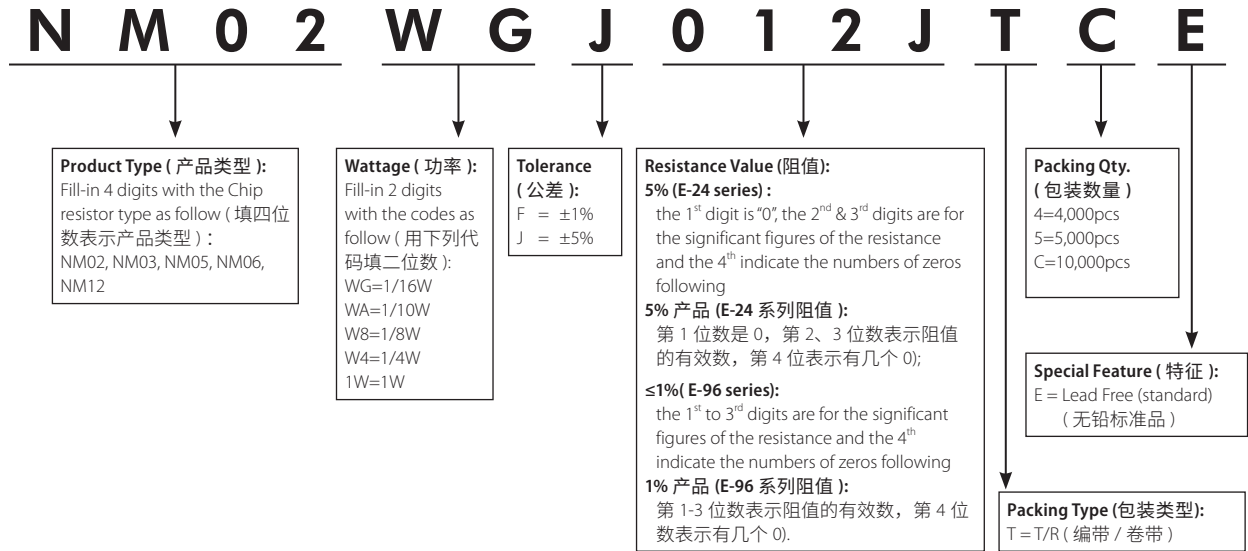 N M 0 2 W G J 0 1 2 J T C E
Product Type ( 产品类型 ):
Fill-in 4 digits with the Chip
resistor type as follow ( 填四位
数表示产品类型 ) :
NM02, NM03, NM05, NM06,
NM12
Wattage ( 功率 ):
Fill-in 2 digits
with the codes as
follow ( 用下列代
码填二位数 ):
WG=1/16W
WA=1/10W
W8=1/8W
W4=1/4W
1W=1W
Tolerance
( 公差 ):
F = ±1%
J = ±5%
Resistance Value (阻值):
5% (E-24 series) :
the 1st digit is "0", the 2nd & 3rd digits are for
the significant figures of the resistance
and the 4th indicate the numbers of zeros
following
5% 产品 (E-24 系列阻值 ):
第 1 位数是 0，第 2、3 位数表示阻值
的有效数，第 4 位表示有几个 0);
≤1%( E-96 series):
the 1st to 3rd digits are for the significant
figures of the resistance and the 4th
indicate the numbers of zeros following
1% 产品 (E-96 系列阻值 ):
第 1-3 位数表示阻值的有效数，第 4 位
数表示有几个 0).
Packing Qty.
( 包装数量 )
4=4,000pcs
5=5,000pcs
C=10,000pcs
Special Feature ( 特征 ):
E = Lead Free (standard)
( 无铅标准品 )
Packing Type (包装类型):
T = T/R ( 编带 / 卷带 )